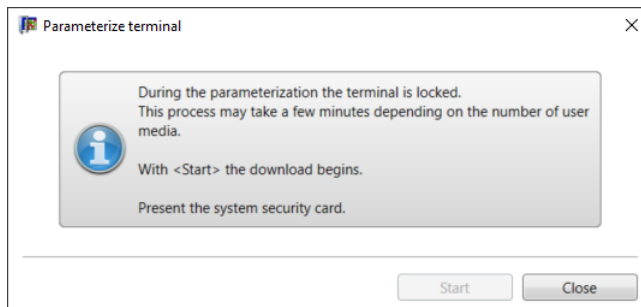 Parameterize terminal
During the parameterization the terminal is locked.
This process may take a few minutes depending on the number of user
media.
With <Start> the download begins.
Present the system security card.
Start
Close